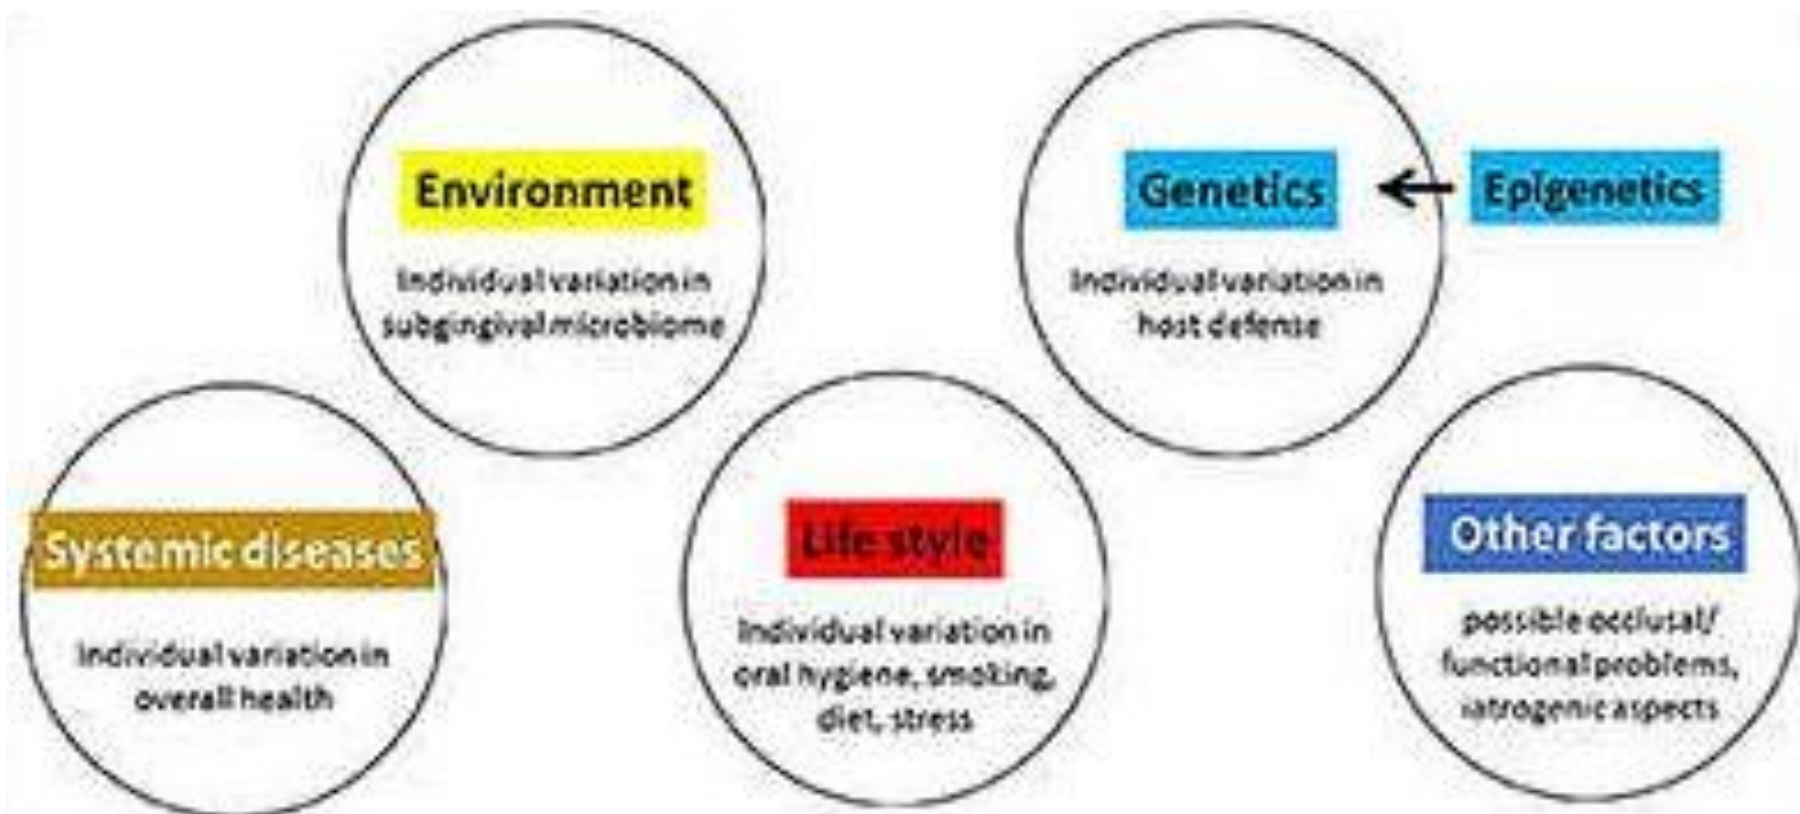 Environment
Individual variation in
subgingival microbiome
Genetics
Epigenetics
Individual variation in
host defense
Systemic diseases
Individual variation in
overall health
Life style
Individual variation in
oral hygiene, smoking,
diet, stress
Other factors
possible occlusal/
functional problems,
iatrogenic aspects